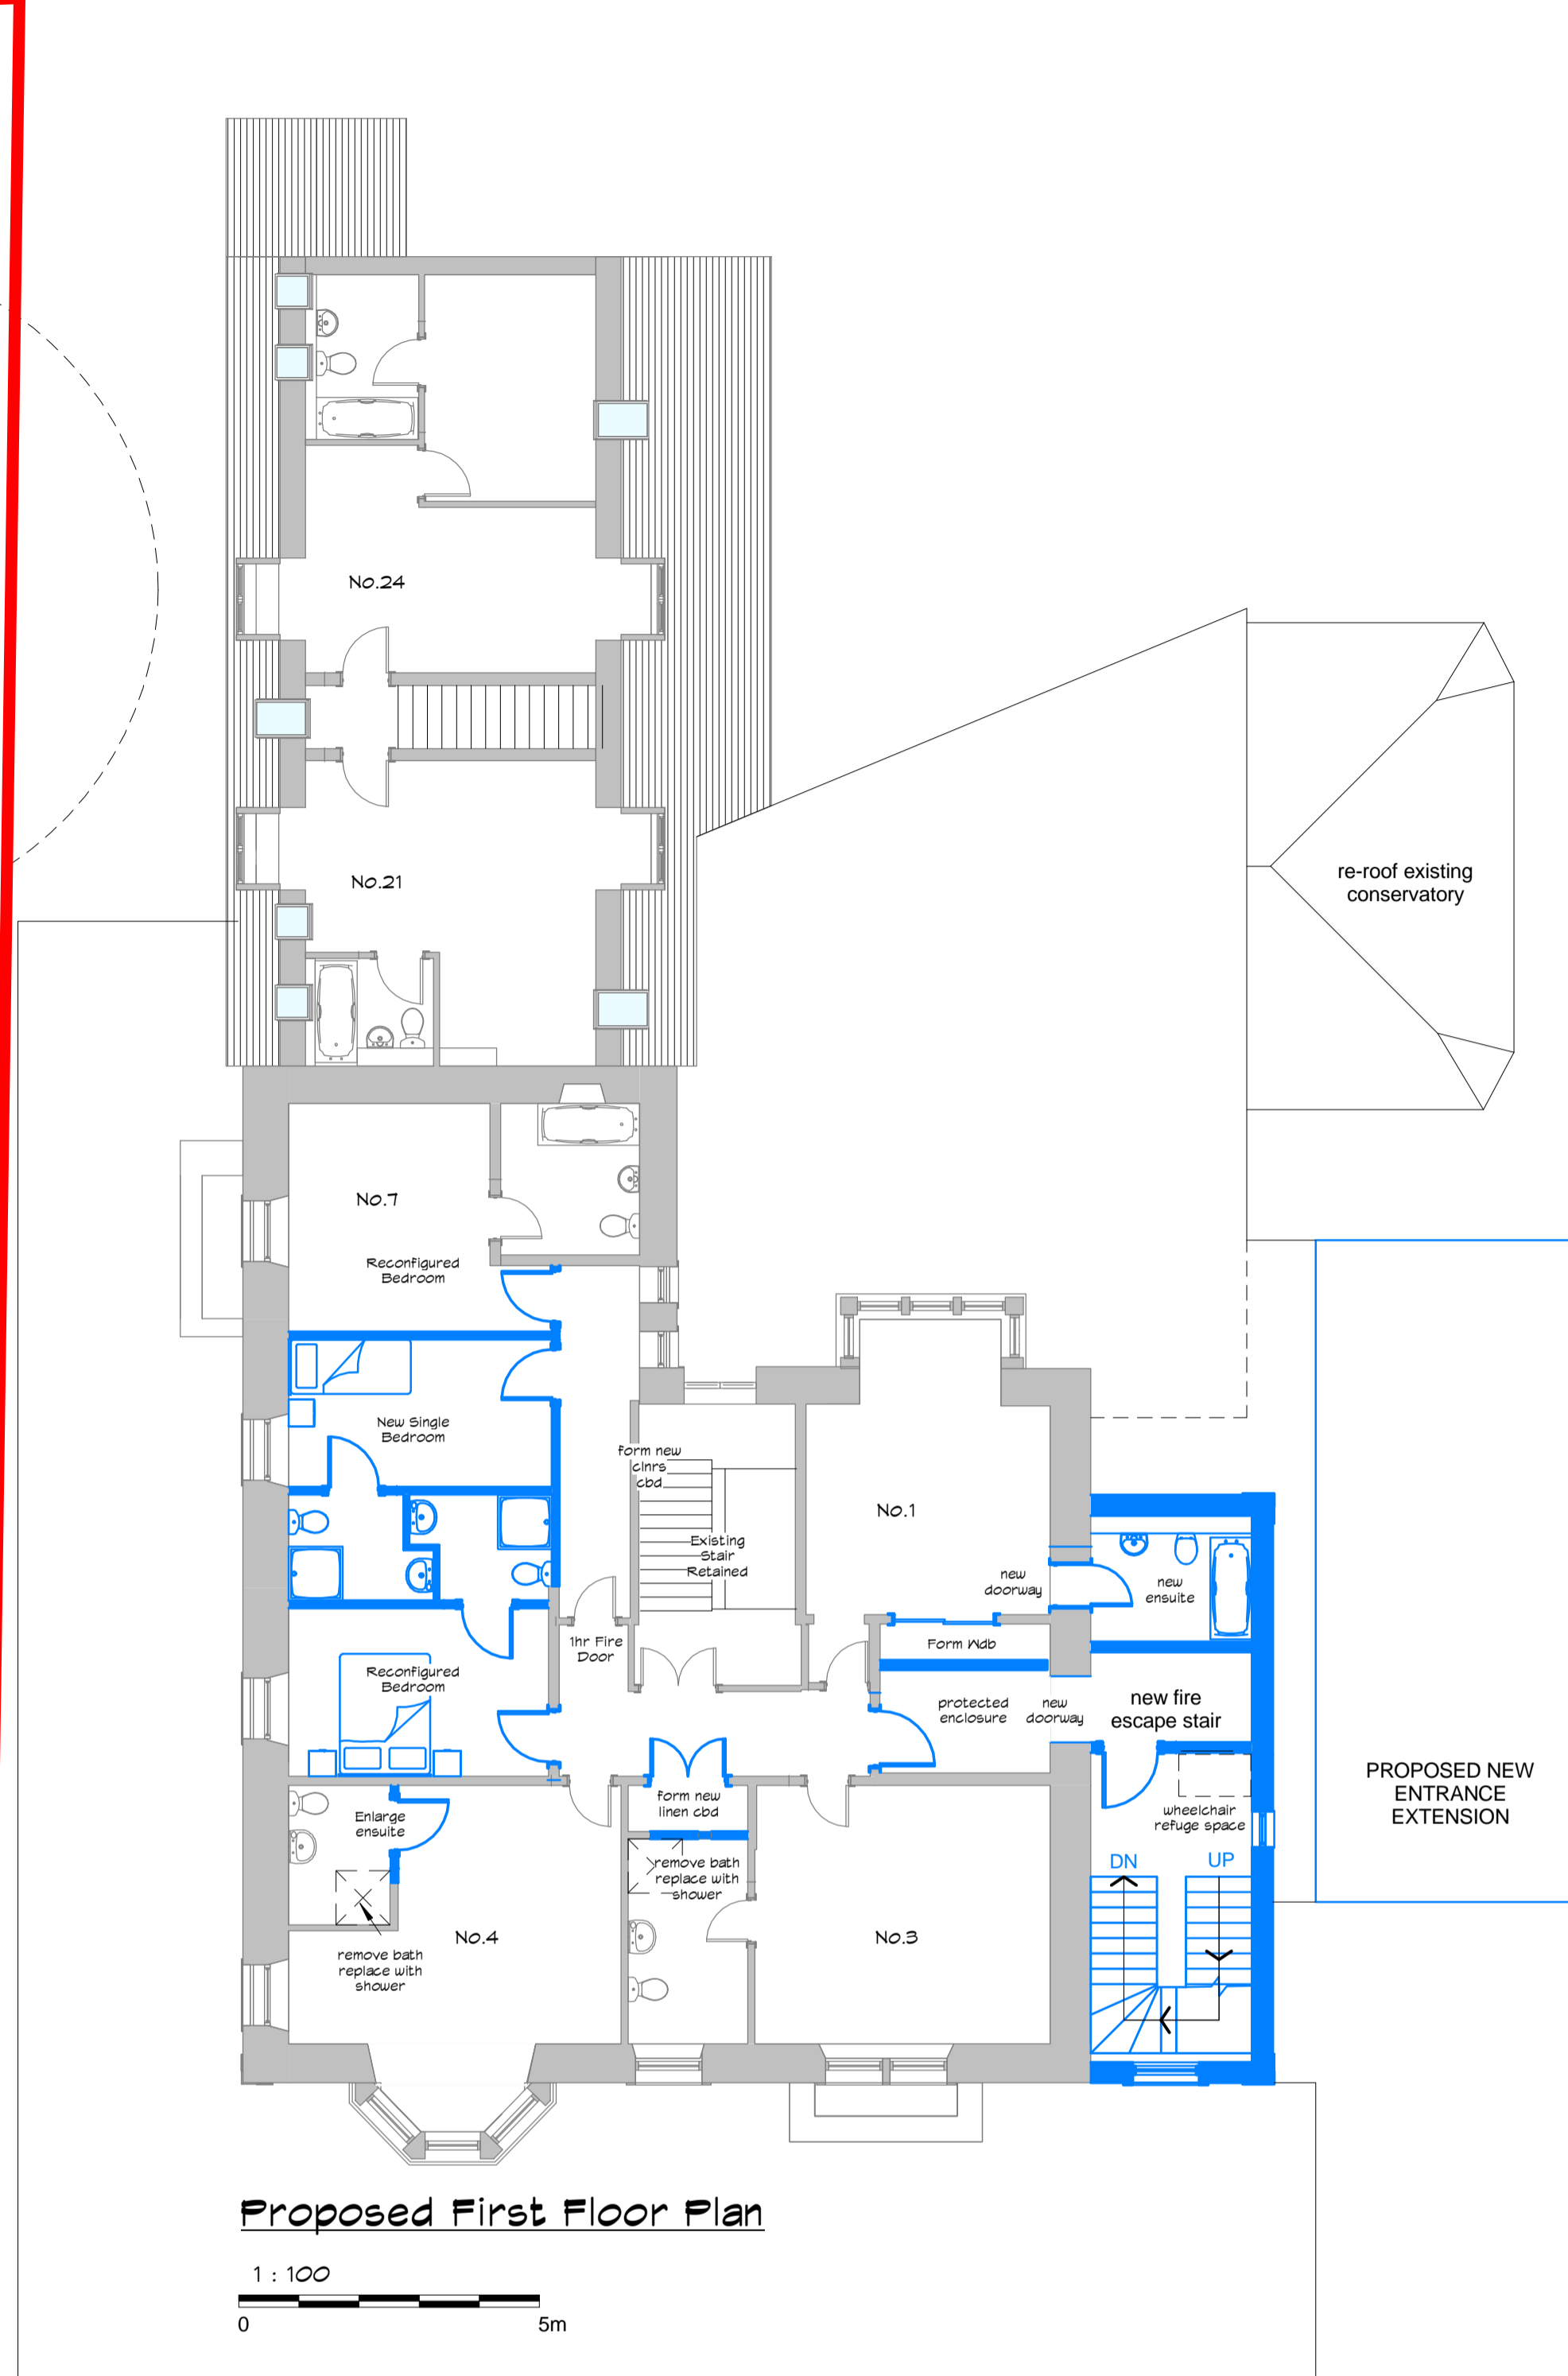 No.24
No.21
re-roof existing
conservatory
No.7
Reconfigured
Bedroom
New Single
Bedroom
form new
clnrs
cbd
Existing
Stair
Retained
No.1
new
doorway
new
ensuite
1hr Fire
Door
Form Wdb
Reconfigured
Bedroom
protected
enclosure
new
doorway
new fire
escape stair
Enlarge
ensuite
form new
linen cbd
wheelchair
refuge space
PROPOSED NEW
ENTRANCE
EXTENSION
remove bath
replace with
shower
DN
UP
No.4
No.3
remove bath
replace with
shower
Proposed First Floor Plan
1 : 100
0
5m